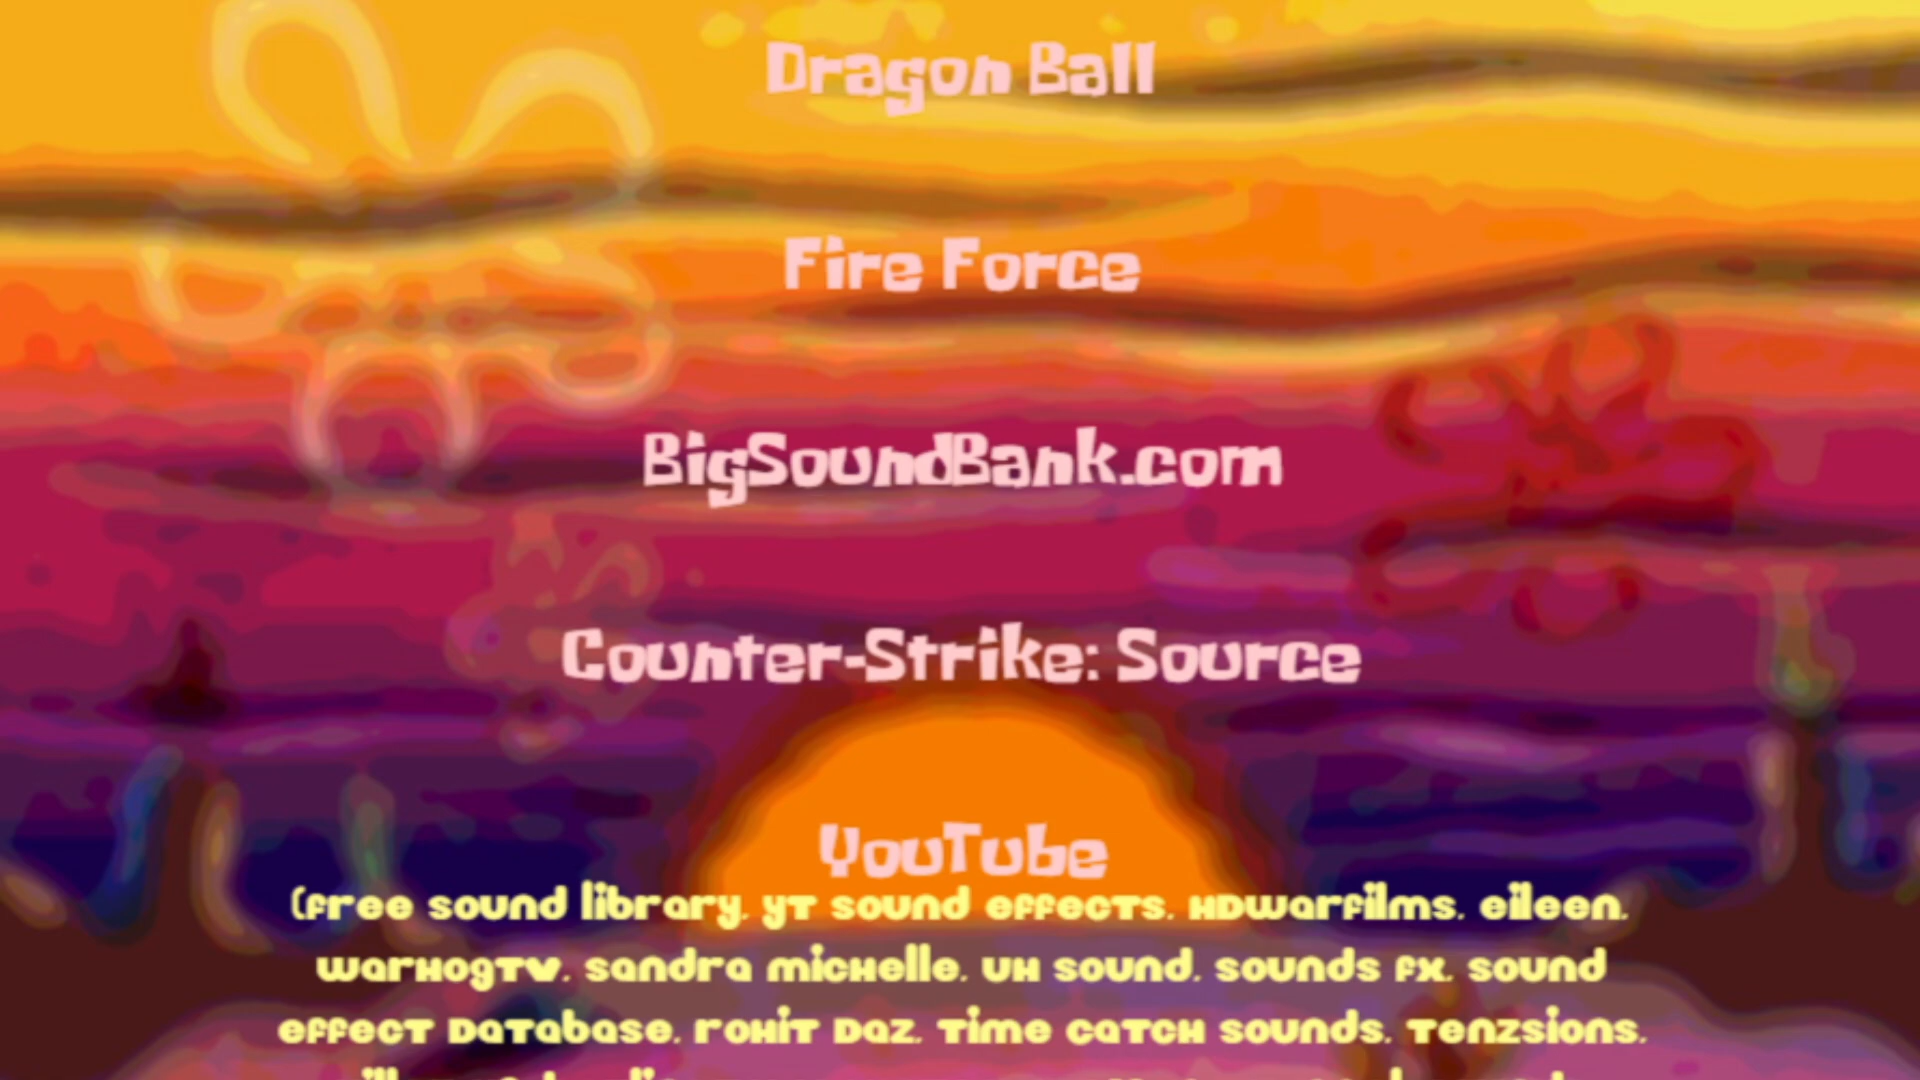 Dragon Ball
Fire Force
BigSoundBank.com
Counter-Strike: Source
YouTube
(free sound library, yt sound effects, HDwarfilms, eileen,
warhogtv, sandra michelle, uh sound, sounds fx, sound
effect database, rohit daz, time catch sounds, tenzsions,